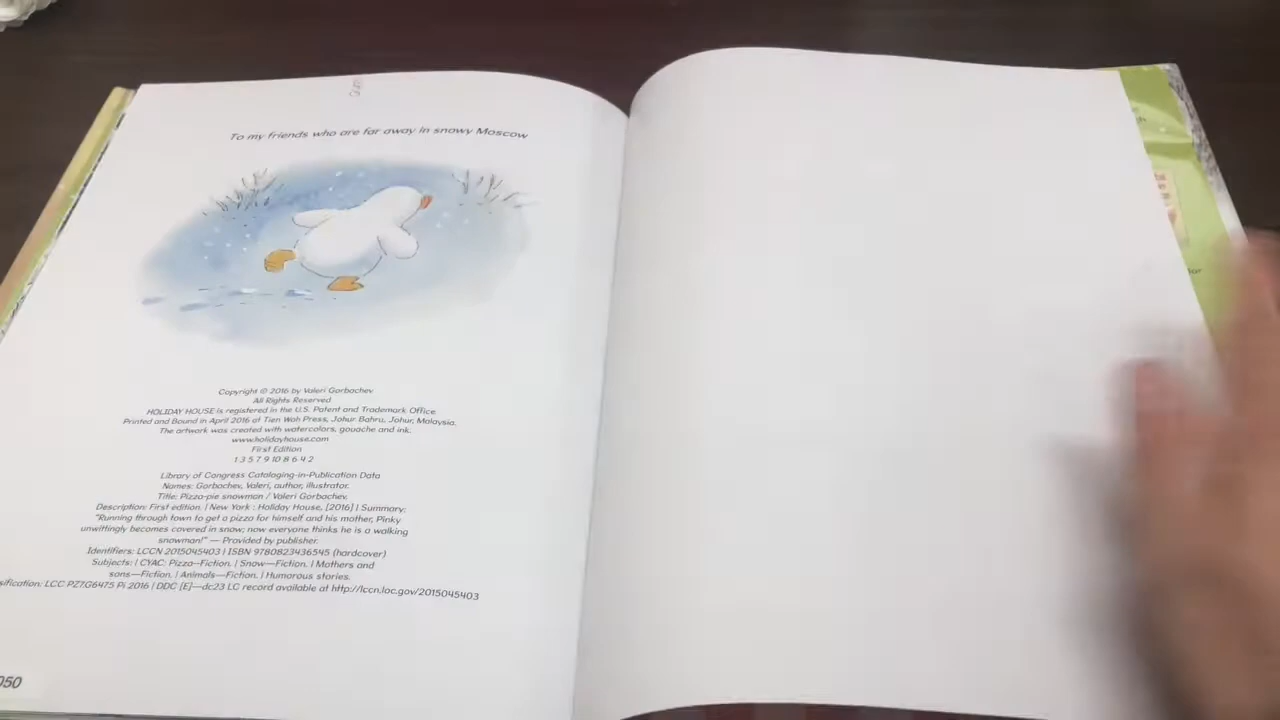 To my friends who are far away in snowy Moscow
Copyright © 2016 by Valeri Gorbachev
All Rights Reserved
HOLIDAY HOUSE is registered in the U.S. Patent and Trademark Office.
Printed and Bound in April 2016 at Tien Wah Press, Johor Bahru, Johor, Malaysia.
The artwork was created with watercolors, gouache and ink.
www.holidayhouse.com
First Edition
1 3 5 7 9 10 8 6 4 2
Library of Congress Cataloging-in-Publication Data
Names: Gorbachev, Valeri, author, illustrator.
Title: Pizza-pie snowman / Valeri Gorbachev.
Description: First edition. | New York : Holiday House, [2016] | Summary:
"Running through town to get a pizza for himself and his mother, Pinky
unwittingly becomes covered in snow; now everyone thinks he is a walking
snowman!" — Provided by publisher.
Identifiers: LCCN 2015045403 | ISBN 9780823436545 (hardcover)
Subjects: | CYAC: Pizza—Fiction. | Snow—Fiction. | Mothers and
sons—Fiction. | Animals—Fiction. | Humorous stories.
sification: LCC PZ7.G6475 Pi 2016 | DDC [E]—dc23 LC record available at http://lccn.loc.gov/2015045403
050